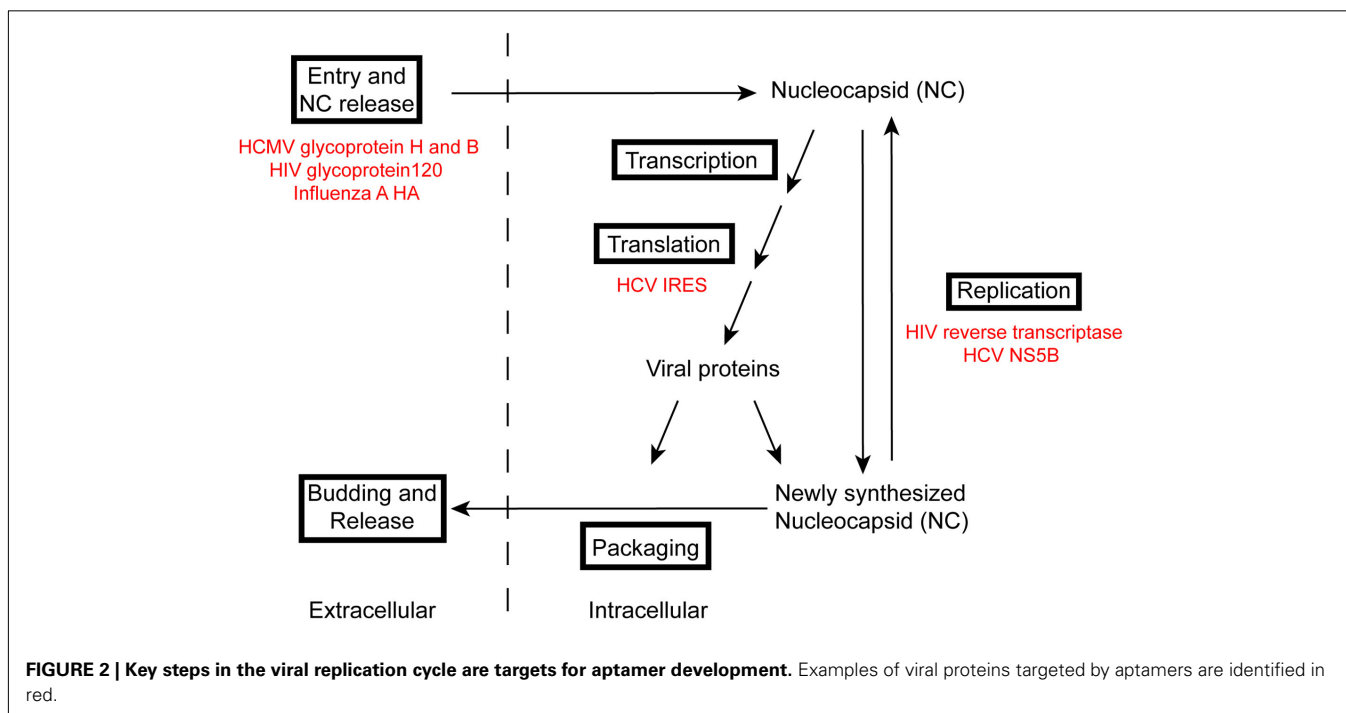 Entry and
NC release
HCMV glycoprotein H and B
HIV glycoprotein120
Influenza A HA
Nucleocapsid (NC)
Transcription
Translation
HCV IRES
Replication
HIV reverse transcriptase
HCV NS5B
Viral proteins
Budding and
Release
Newly synthesized
Nucleocapsid (NC)
Packaging
Extracellular
Intracellular
FIGURE 2 | Key steps in the viral replication cycle are targets for aptamer development. Examples of viral proteins targeted by aptamers are identified in
red.